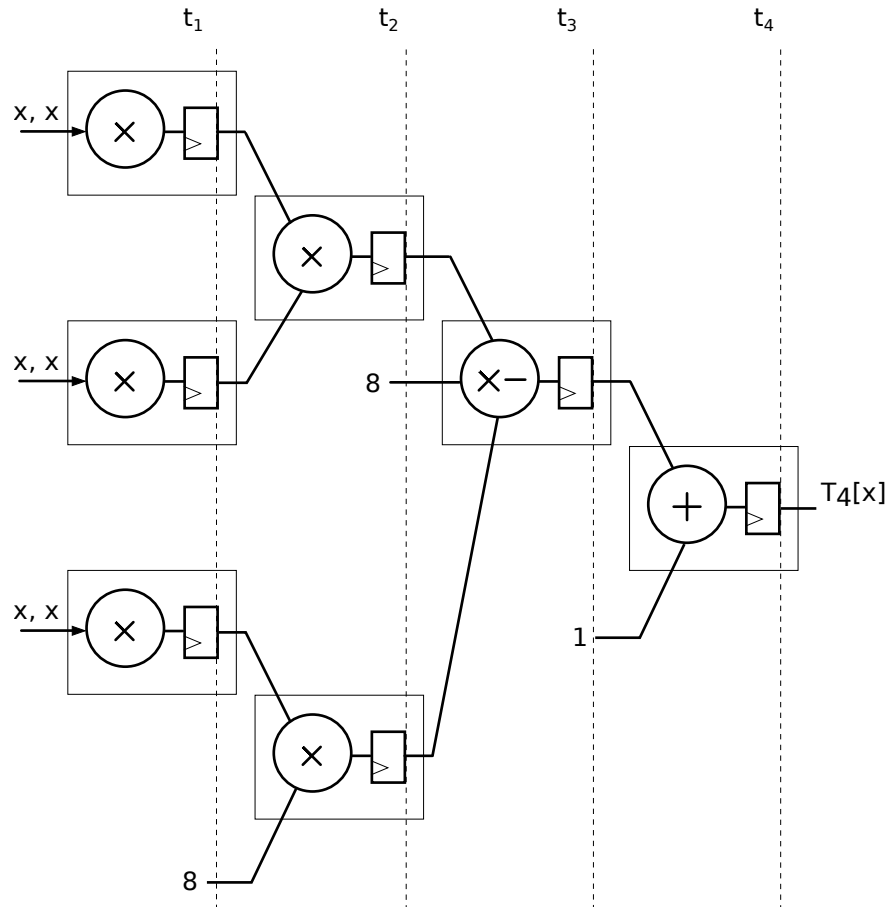 t1 t2 t3 t4
x, x
×
×
x, x
×
8
×−
T4[x]
+
x, x
×
1
×
8